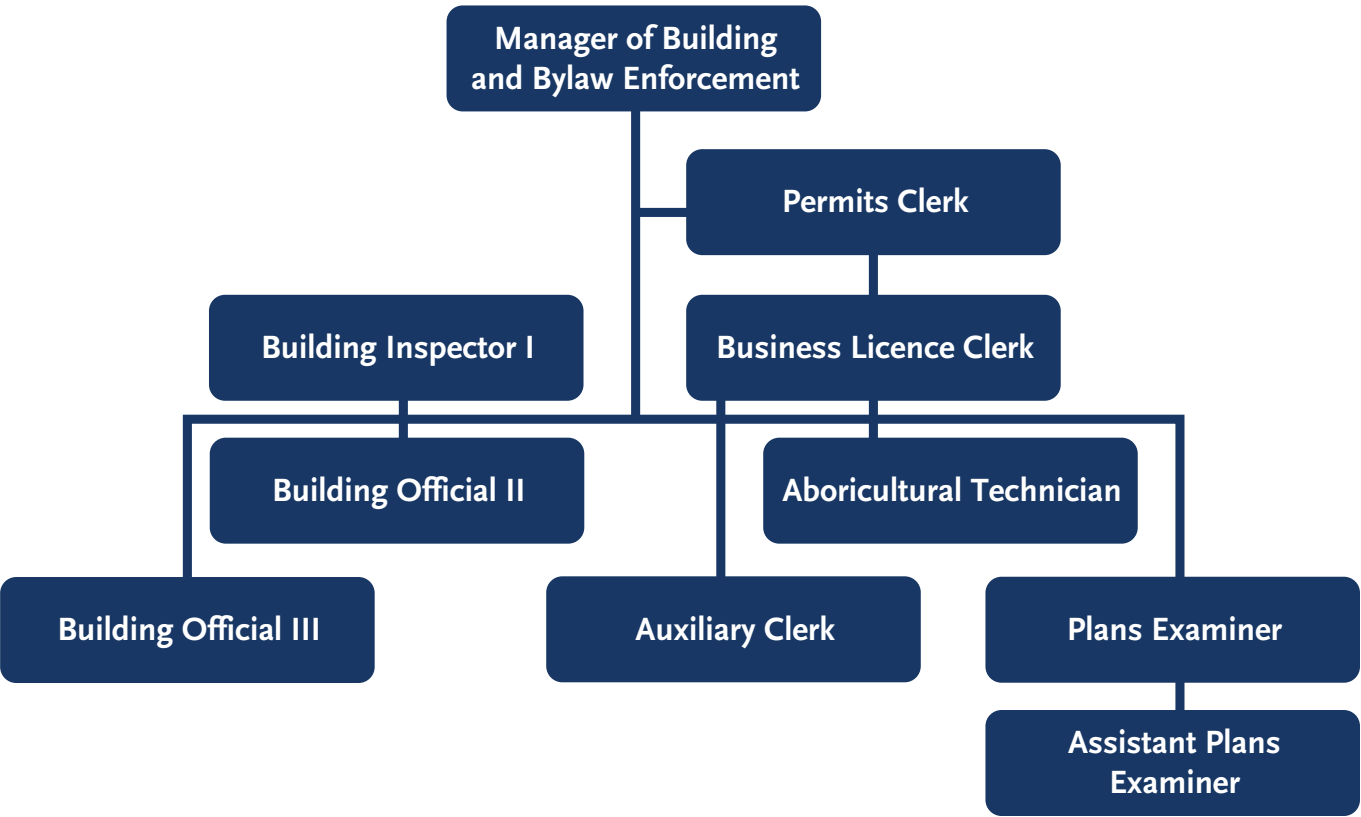 Manager of Building
and Bylaw Enforcement
Permits Clerk
Building Inspector I
Business Licence Clerk
Building Official II
Aboricultural Technician
Building Official III
Auxiliary Clerk
Plans Examiner
Assistant Plans
Examiner